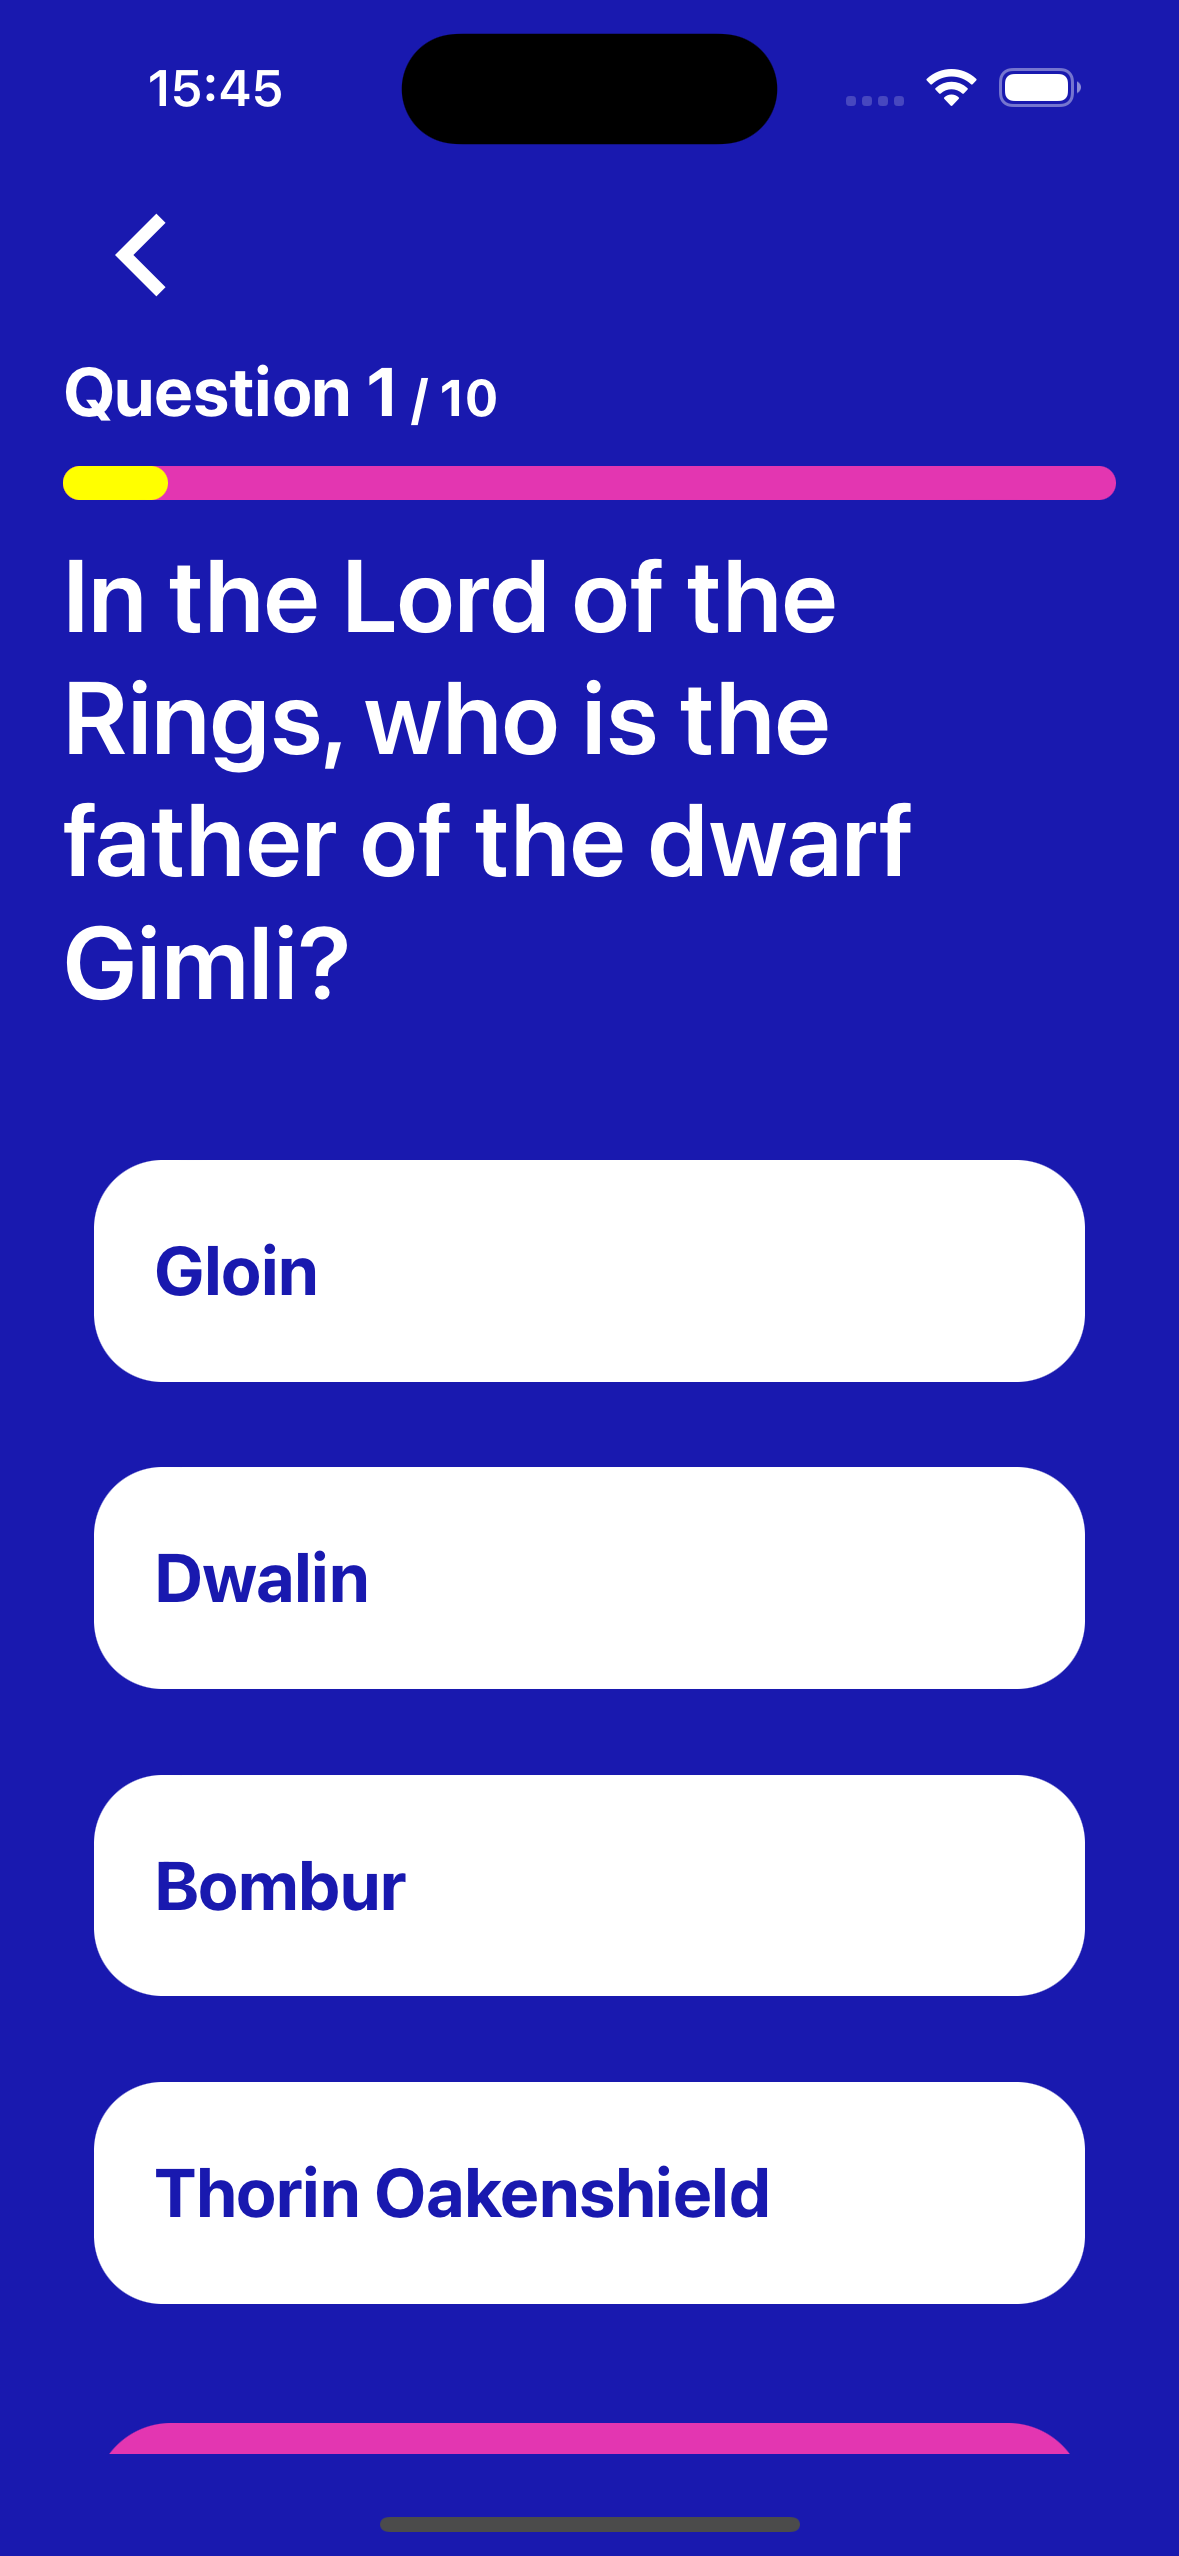 15:45
Question 1 / 10
In the Lord of the
Rings, who is the
father of the dwarf
Gimli?
Gloin
Dwalin
Bombur
Thorin Oakenshield